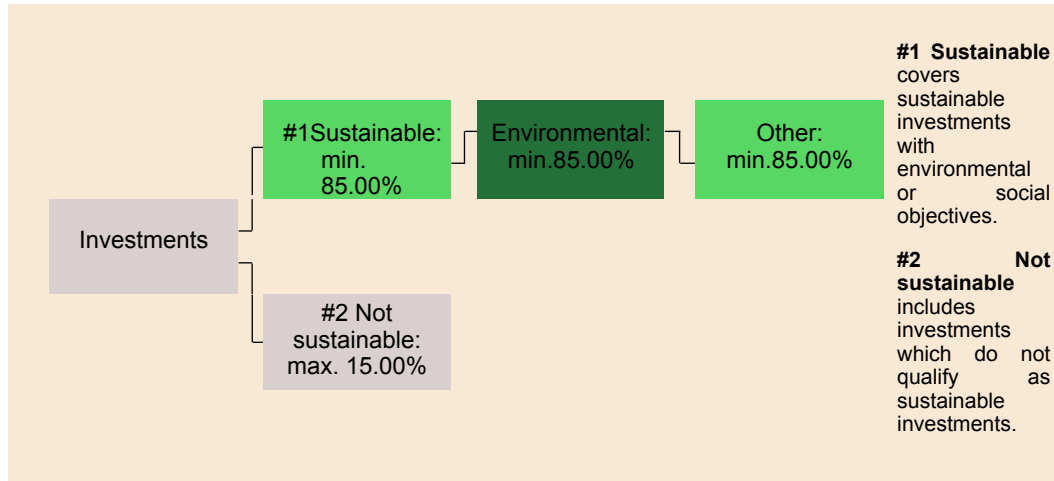 #1Sustainable:
min.
85.00%
Environmental:
min.85.00%
Other:
min.85.00%
Investments
#2 Not
sustainable:
max. 15.00%
#1 Sustainable
covers
sustainable
investments
with
environmental
or social
objectives.
#2 Not
sustainable
includes
investments
which do not
qualify as
sustainable
investments.